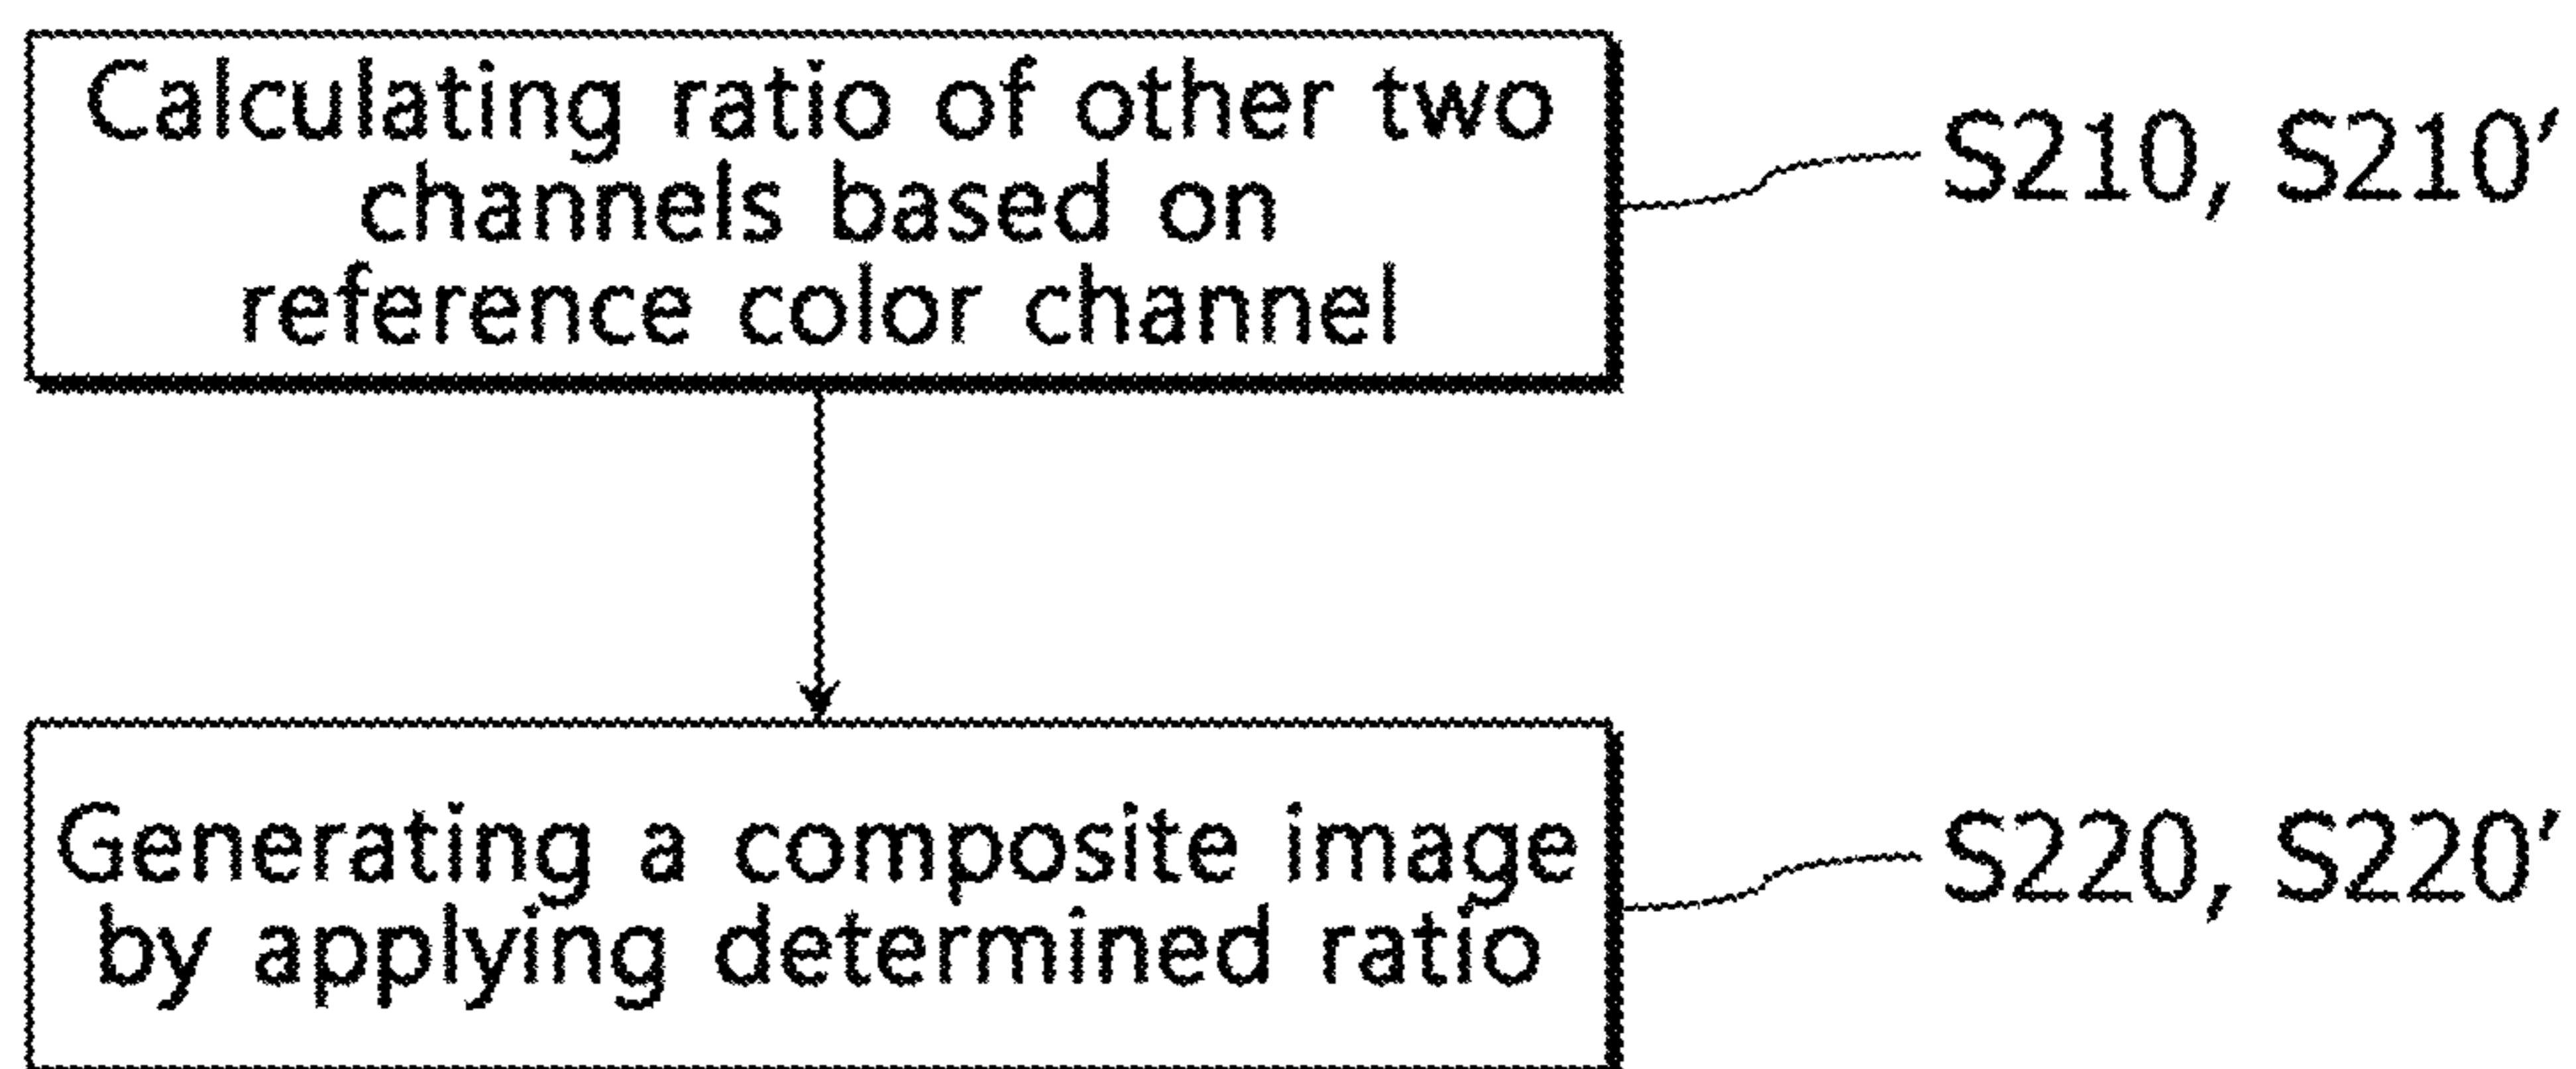 Calculating ratio of other two
channels based on
reference color channel
S210, S210'
Generating a composite image
by applying determined ratio
S220, S220'